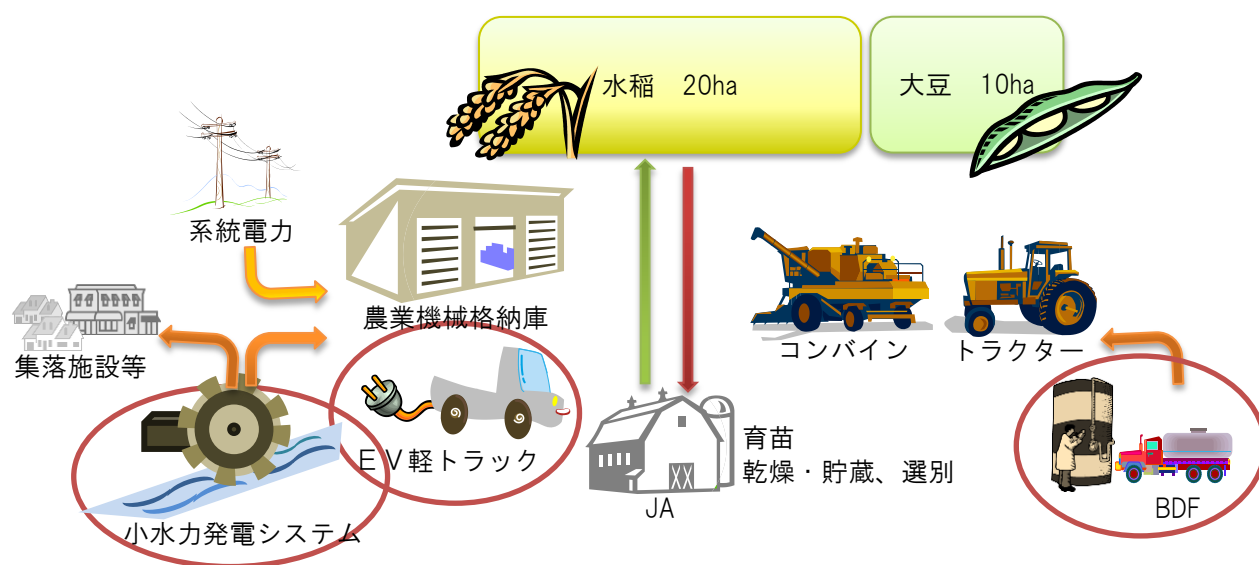 水稲　20ha
大豆　10ha
系統電力
農業機械格納庫
集落施設等
コンバイン
トラクター
ＥＶ軽トラック
育苗
乾燥・貯蔵、選別
JA
BDF
小水力発電システム